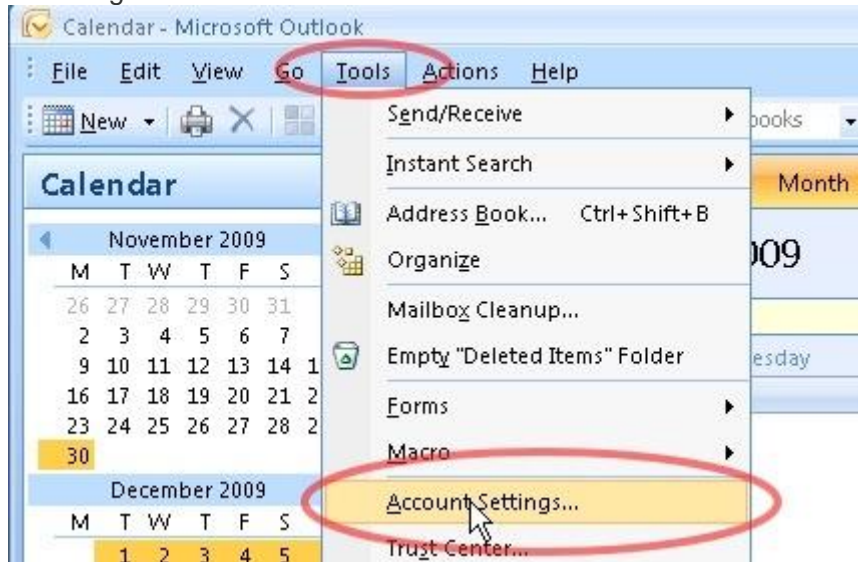 Calendar - Microsoft Outlook
File Edit View Go Tools Actions Help
New
Send/Receive
Instant Search
Calendar
Month
Address Book... Ctrl+Shift+B
November 2009
Organize
M T W T F S
26 27 28 29 30 31
Mailbox Cleanup...
2 3 4 5 6 7
Empty "Deleted Items" Folder
9 10 11 12 13 14 1
16 17 18 19 20 21 2
Forms
23 24 25 26 27 28 2
Macro
30
December 2009
Account Settings...
M T W T F S
Trust Center...
1 2 3 4 5